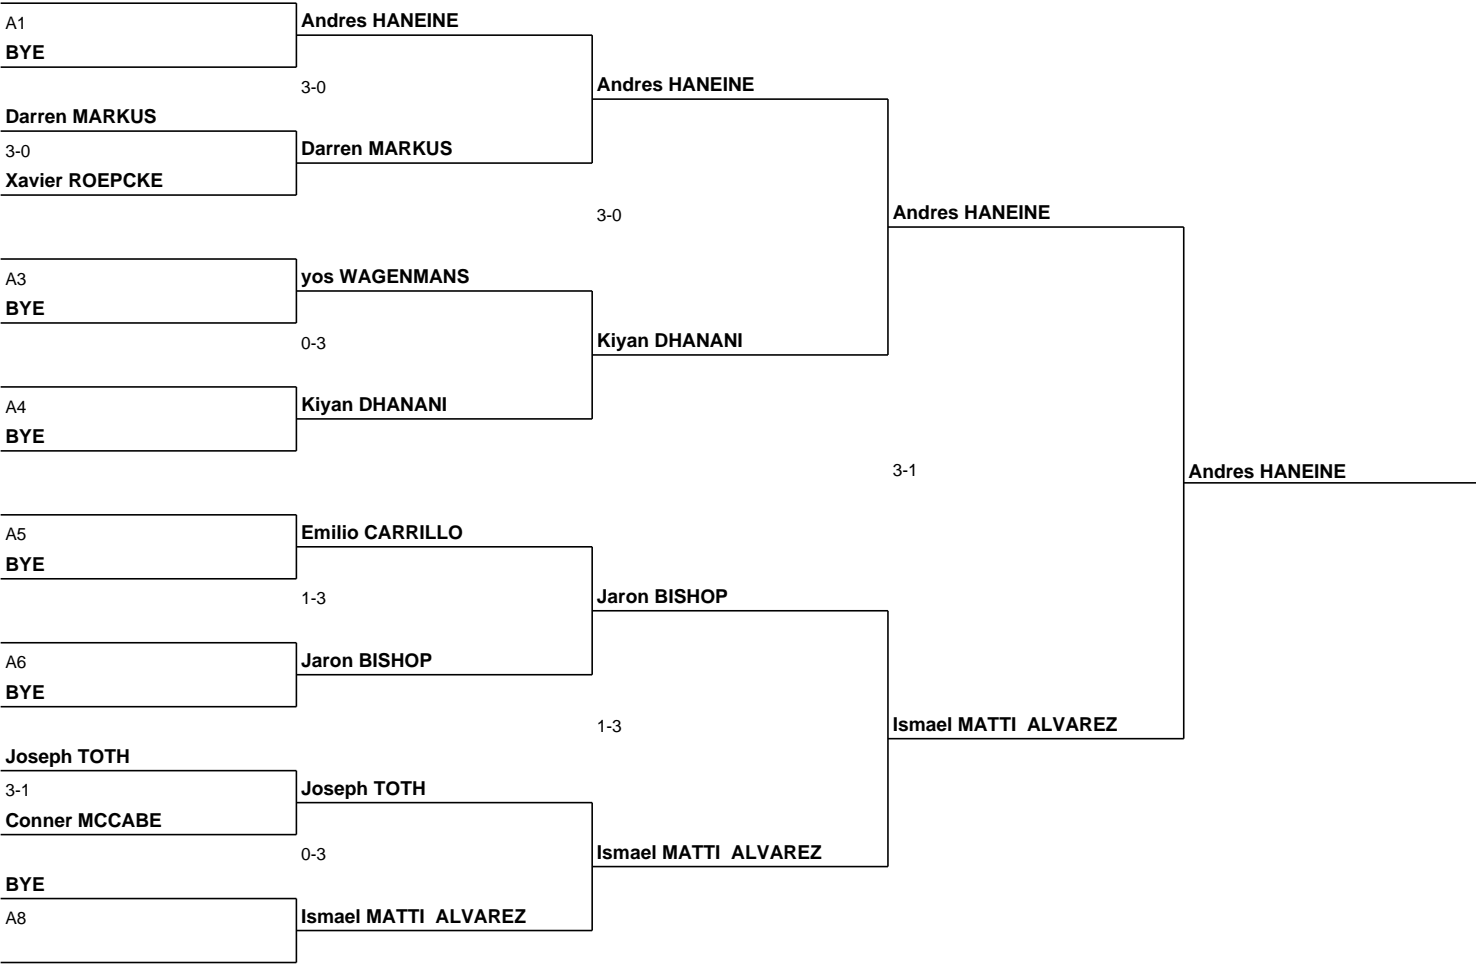 A1
BYE
Andres HANEINE
3-0
Andres HANEINE
Darren MARKUS
3-0
Xavier ROEPCKE
Darren MARKUS
3-0
Andres HANEINE
A3
BYE
yos WAGENMANS
0-3
Kiyan DHANANI
A4
BYE
Kiyan DHANANI
3-1
Andres HANEINE
A5
BYE
Emilio CARRILLO
1-3
Jaron BISHOP
A6
BYE
Jaron BISHOP
1-3
Ismael MATTI  ALVAREZ
Joseph TOTH
3-1
Conner MCCABE
Joseph TOTH
0-3
Ismael MATTI  ALVAREZ
BYE
A8
Ismael MATTI  ALVAREZ